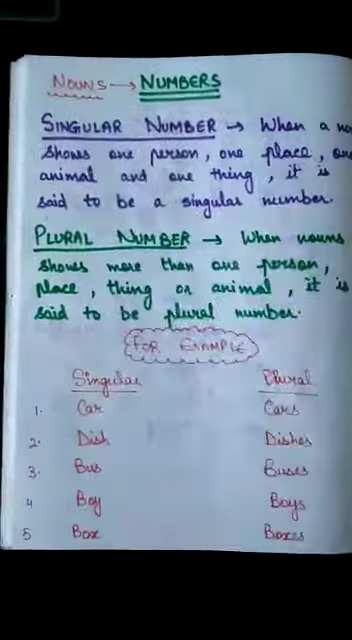 NOUNS → NUMBERS
SINGULAR NUMBER → When a
shows one person, one place,
animal and one thing, it is
said to be a singular number.
PLURAL NUMBER → When nouns
shows more than one person,
place, thing or animal, it is
said to be plural number.
FOR EXAMPLE
Singular Plural
1. Car Cars
2. Dish Dishes
3. Bus Buses
4 Boy Boys
5 Box Boxes